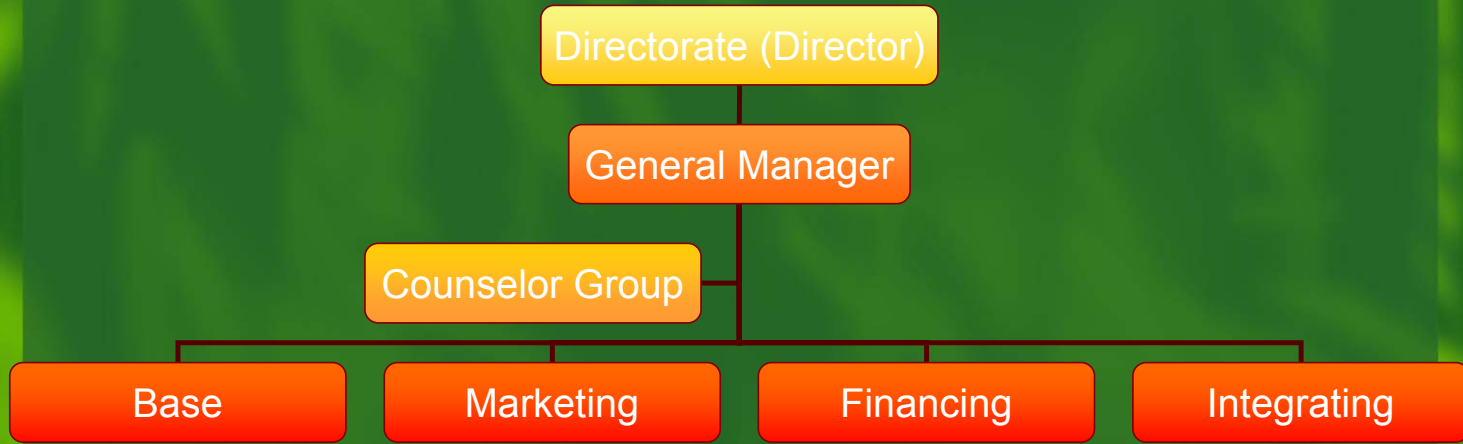 Directorate (Director)
General Manager
Counselor Group
Base
Marketing
Financing
Integrating